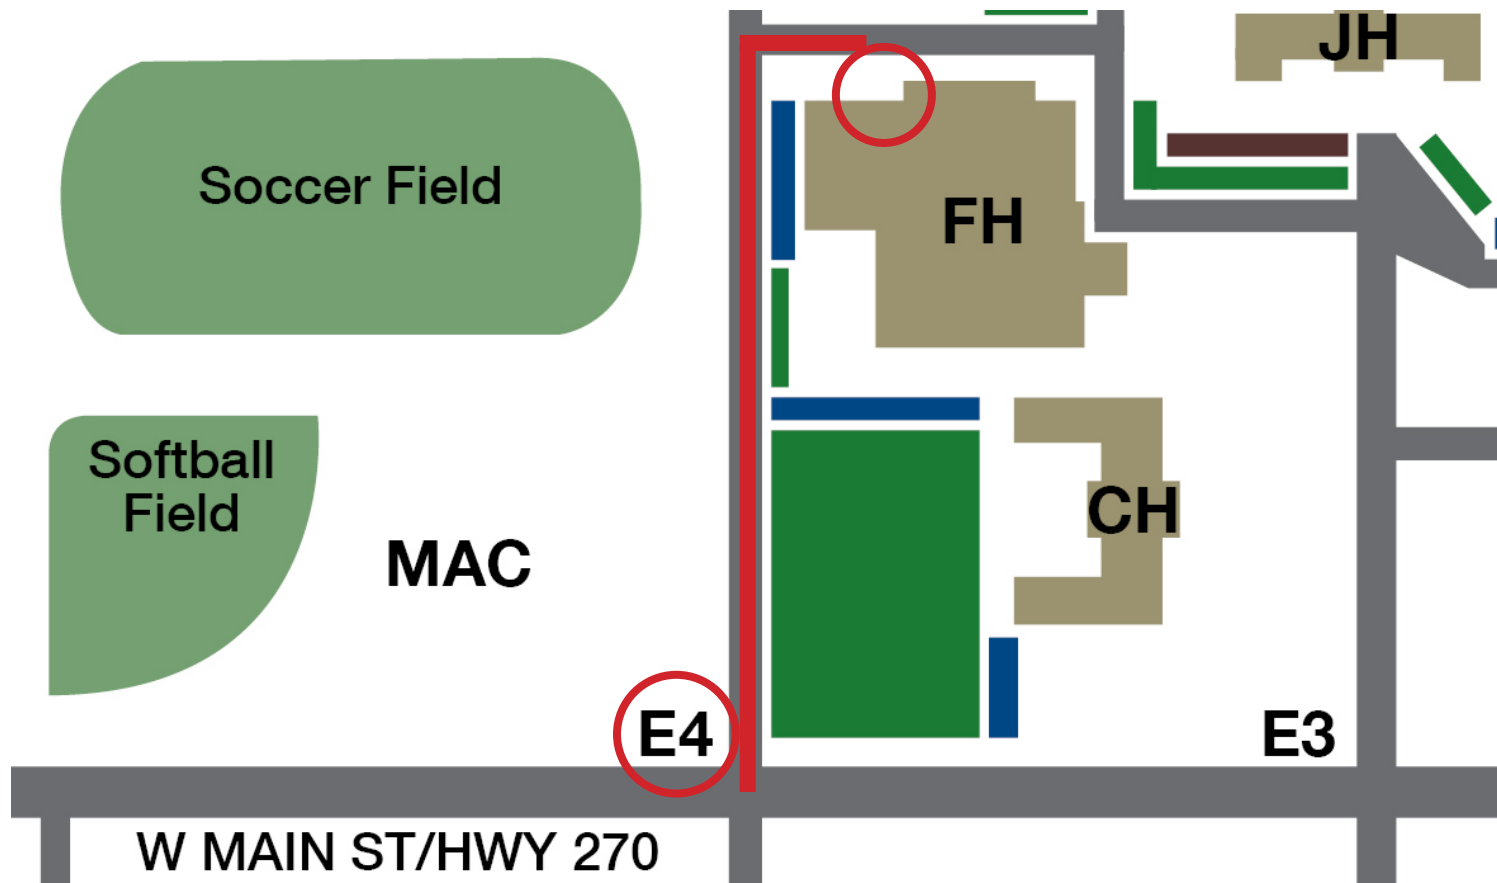 JH
Soccer Field
FH
Softball
Field
CH
MAC
E4
E3
W MAIN ST/HWY 270